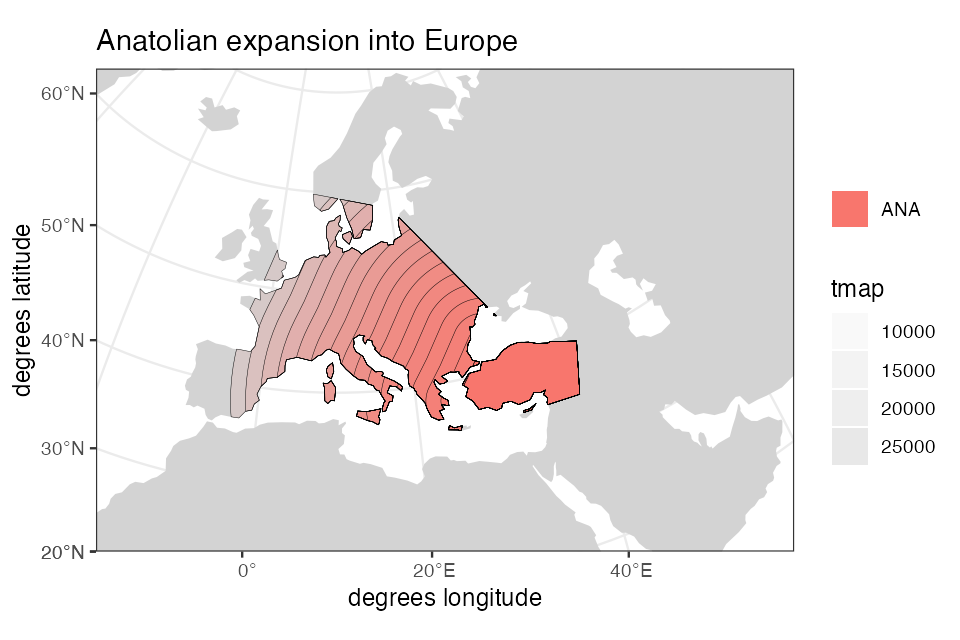 Anatolian expansion into Europe
60°N
50°N
40°N
30°N
20°N
0°
20°E
40°E
degrees longitude
degrees latitude
ANA
tmap
10000
15000
20000
25000